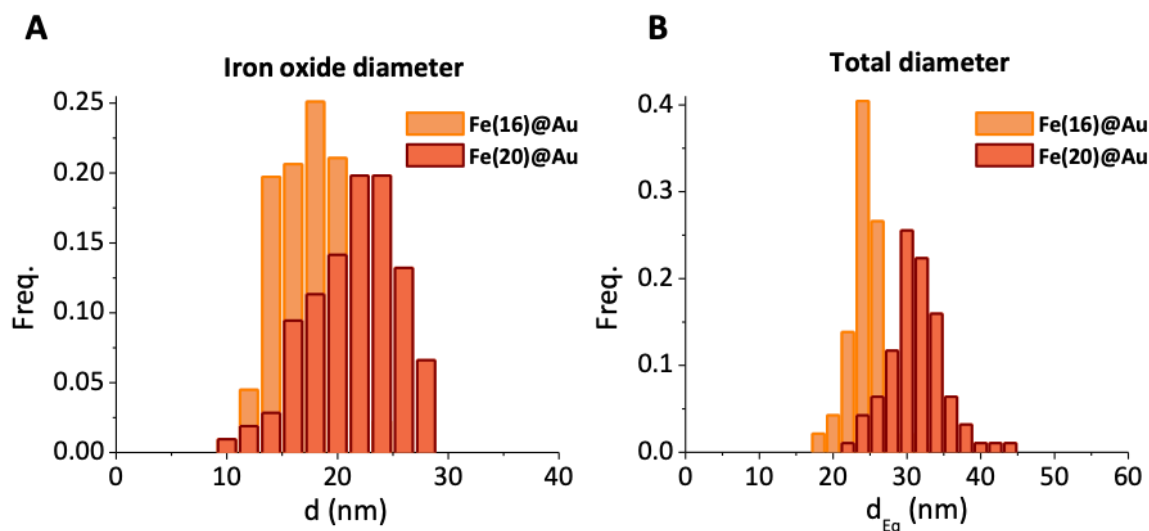 A
Iron oxide diameter
Fe(16)@Au
Fe(20)@Au
Freq.
0.25
0.20
0.15
0.10
0.05
0.00
0 10 20 30 40
d (nm)
B
Total diameter
Fe(16)@Au
Fe(20)@Au
Freq.
0.4
0.3
0.2
0.1
0.0
0 10 20 30 40 50 60
d_Eq (nm)